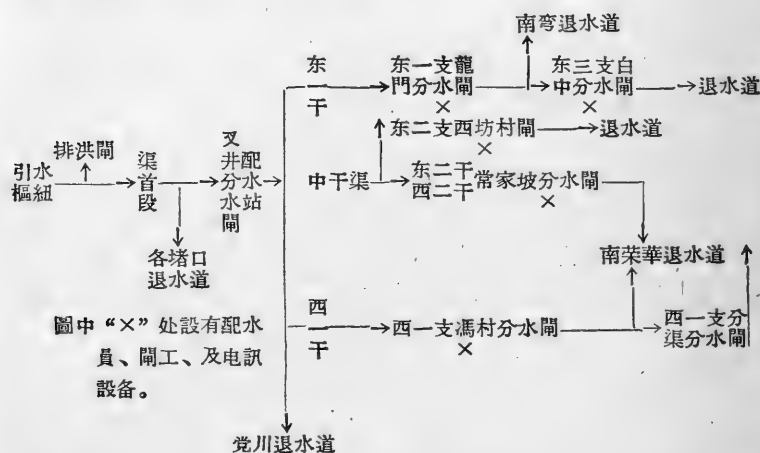 南弯退水道
东干
东一支龍
門分水閘
×
东三支白
中分水閘
×
退水道
东二支西坊村閘
×
退水道
排洪閘
引水
樞紐
渠首段
叉井分水閘
配水站
中干渠
东二干
西二干
常家坡分水閘
×
各堵口
退水道
南荣華退水道
圖中“×”处設有配水
員、閘工、及电訊
設备。
西干
西一支馮村分水閘
×
西一支分
渠分水閘
党川退水道